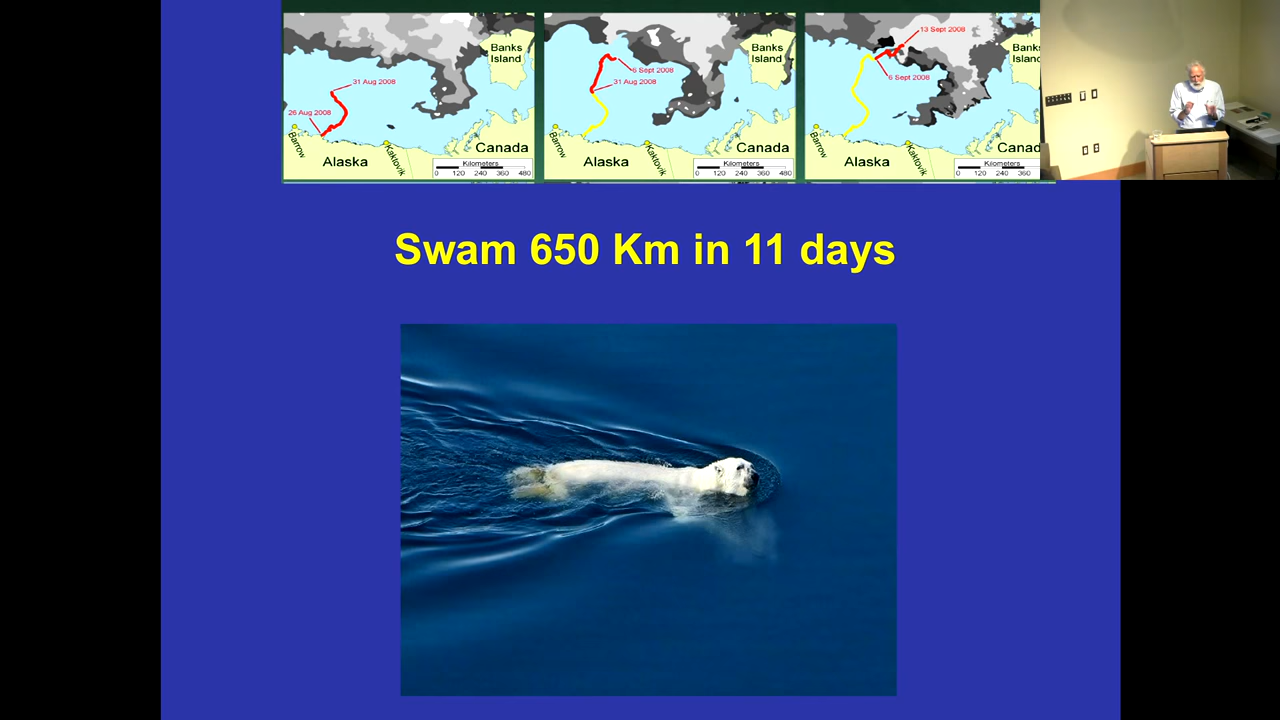 31 Aug 2008
26 Aug 2008
Barrow
Alaska
Kaktovik
Canada
Banks
Island
Kilometers
0 120 240 360 480
6 Sept 2008
31 Aug 2008
Barrow
Alaska
Kaktovik
Canada
Banks
Island
Kilometers
0 120 240 360 480
13 Sept 2008
6 Sept 2008
Barrow
Alaska
Kaktovik
Canad
Banks
Island
Kilometers
0 120 240 360
Swam 650 Km in 11 days